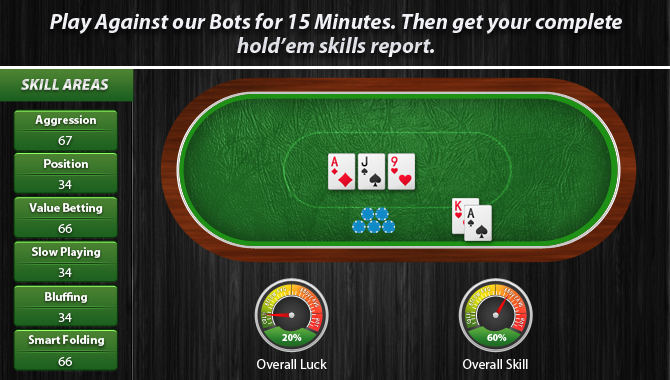 Play Against our Bots for 15 Minutes. Then get your complete
hold'em skills report.
SKILL AREAS
Aggression
67
Position
34
Value Betting
66
Slow Playing
34
Bluffing
34
Smart Folding
66
A J 9
K A
20%
60%
Overall Luck
Overall Skill